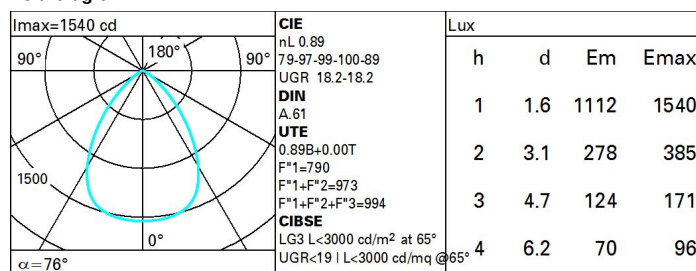 Imax=1540 cd
90° 180° 90°
1500
0°
α=76°
CIE
nL 0.89
79-97-99-100-89
UGR 18.2-18.2
DIN
A.61
UTE
0.89B+0.00T
F"1=790
F"1+F"2=973
F"1+F"2+F"3=994
CIBSE
LG3 L<3000 cd/m² at 65°
UGR<19 | L<3000 cd/mq @65°
Lux
h d Em Emax
1 1.6 1112 1540
2 3.1 278 385
3 4.7 124 171
4 6.2 70 96